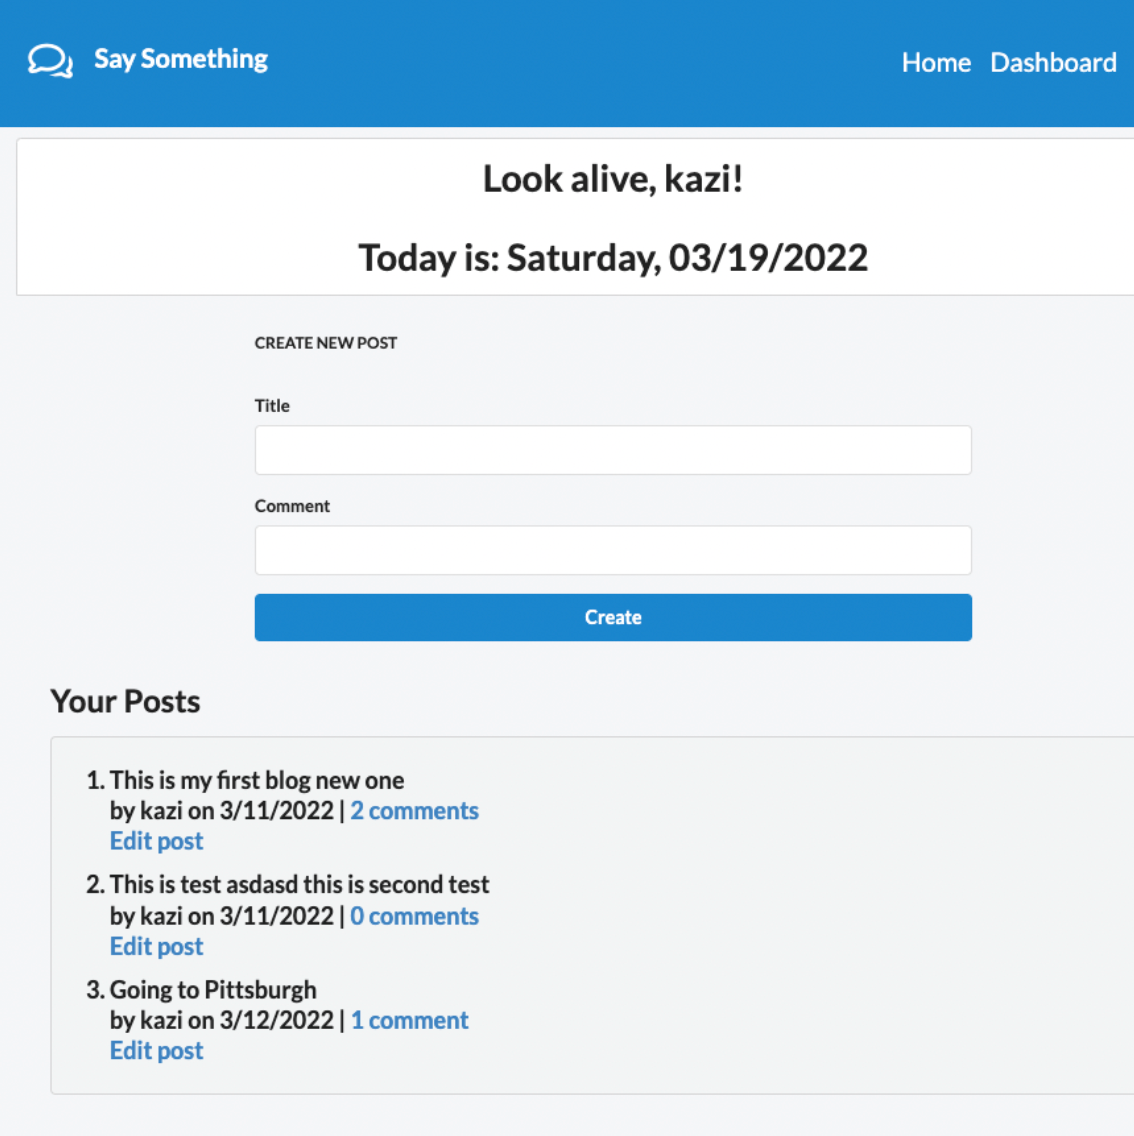 Say Something
Home Dashboard
Look alive, kazi!
Today is: Saturday, 03/19/2022
CREATE NEW POST
Title
Comment
Create
Your Posts
1. This is my first blog new one
by kazi on 3/11/2022 | 2 comments
Edit post
2. This is test asdasd this is second test
by kazi on 3/11/2022 | 0 comments
Edit post
3. Going to Pittsburgh
by kazi on 3/12/2022 | 1 comment
Edit post